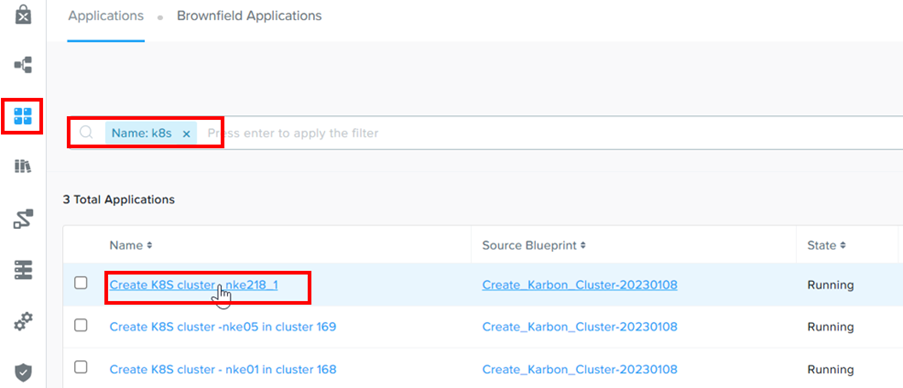 Applications Brownfield Applications
Name: k8s × Press enter to apply the filter
3 Total Applications
Name Source Blueprint State
Create K8S cluster - nke218_1 Create_Karbon_Cluster-20230108 Running
Create K8S cluster -nke05 in cluster 169 Create_Karbon_Cluster-20230108 Running
Create K8S cluster - nke01 in cluster 168 Create_Karbon_Cluster-20230108 Running